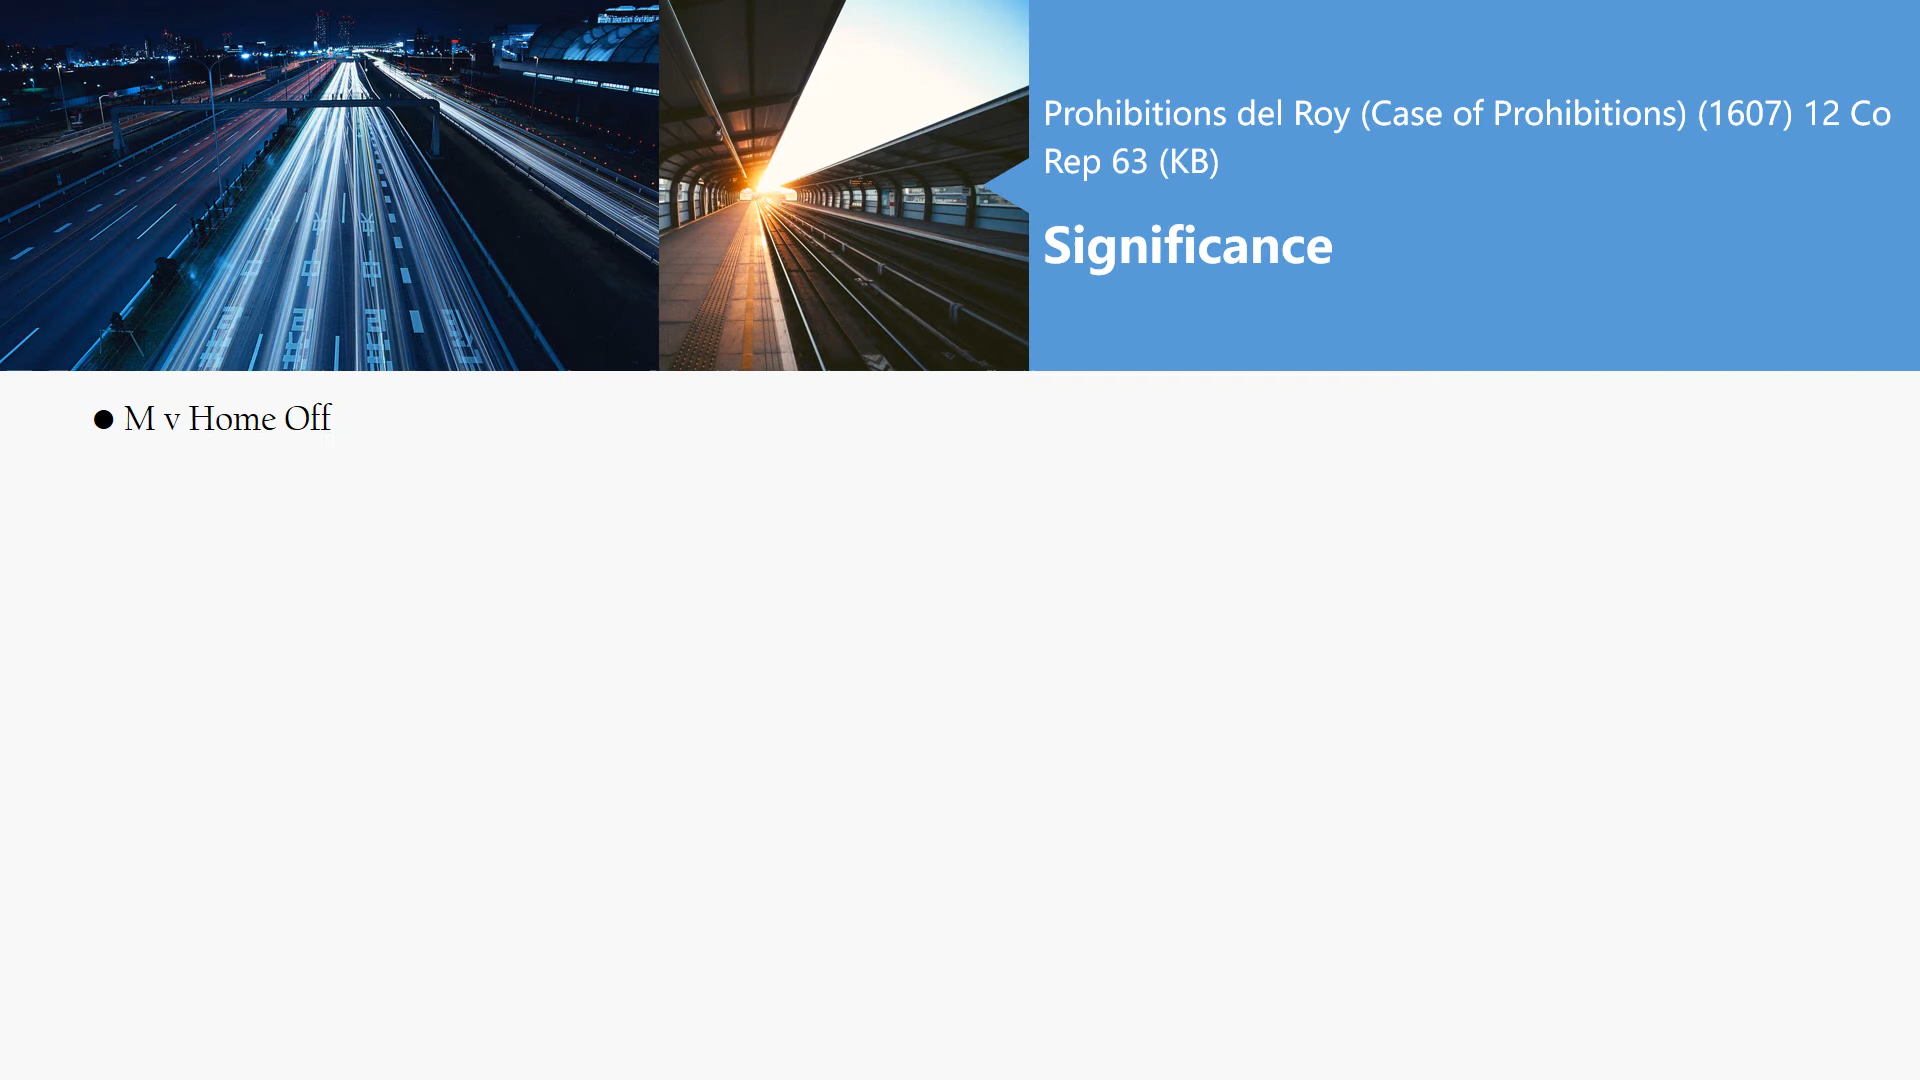 Prohibitions del Roy (Case of Prohibitions) (1607) 12 Co
Rep 63 (KB)
Significance
● M v Home Off